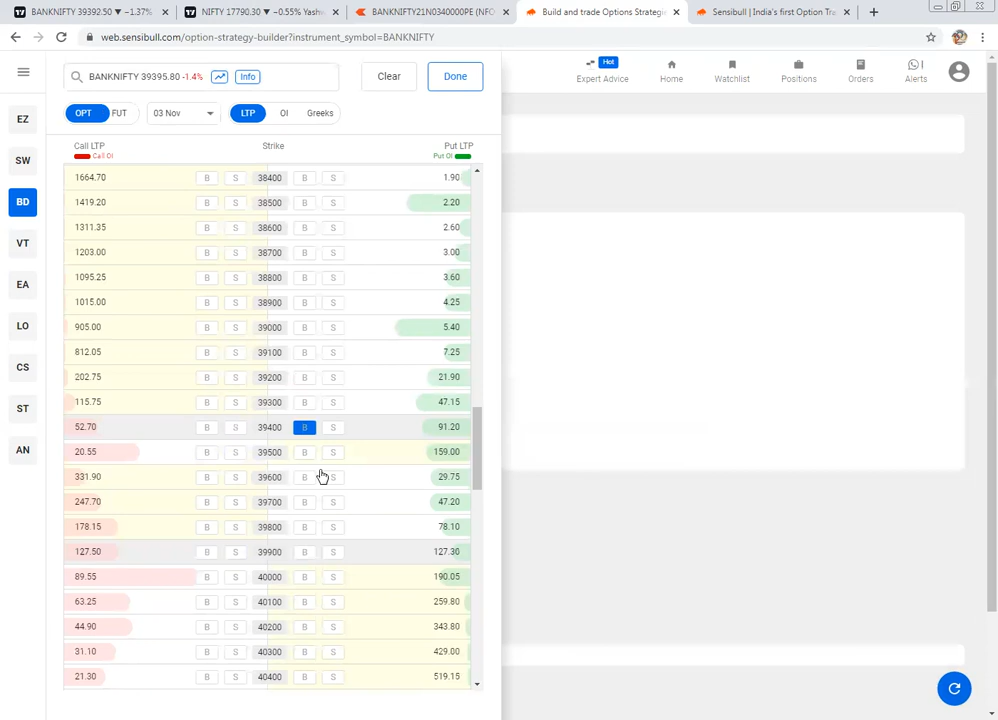 BANKNIFTY 39392.50 ▼ −1.37%
NIFTY 17790.30 ▼ −0.55% Yash
BANKNIFTY21N0340000PE (NFO
Build and trade Options Strategi
Sensibull | India's first Option Tra
web.sensibull.com/option-strategy-builder?instrument_symbol=BANKNIFTY
BANKNIFTY 39395.80 -1.4% Info
Clear
Done
Hot
Expert Advice
Home
Watchlist
Positions
Orders
Alerts
OPT FUT
03 Nov
LTP OI Greeks
EZ
SW
BD
VT
EA
LO
CS
ST
AN
Call LTP Strike Put LTP
Call OI Put OI
1664.70 B S 38400 B S 1.90
1419.20 B S 38500 B S 2.20
1311.35 B S 38600 B S 2.60
1203.00 B S 38700 B S 3.00
1095.25 B S 38800 B S 3.60
1015.00 B S 38900 B S 4.25
905.00 B S 39000 B S 5.40
812.05 B S 39100 B S 7.25
202.75 B S 39200 B S 21.90
115.75 B S 39300 B S 47.15
52.70 B S 39400 B S 91.20
20.55 B S 39500 B S 159.00
331.90 B S 39600 B S 29.75
247.70 B S 39700 B S 47.20
178.15 B S 39800 B S 78.10
127.50 B S 39900 B S 127.30
89.55 B S 40000 B S 190.05
63.25 B S 40100 B S 259.80
44.90 B S 40200 B S 343.80
31.10 B S 40300 B S 429.00
21.30 B S 40400 B S 519.15